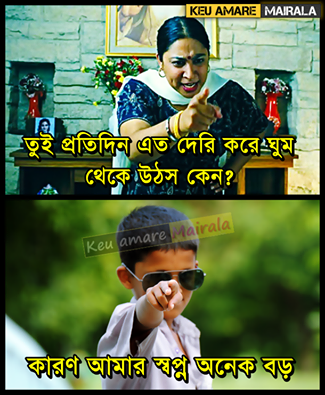 KEU AMARE MAIRALA
তুই প্রতিদিন এত দেরি করে ঘুম
থেকে উঠস কেন?
Keu amare Mairala
কারণ আমার স্বপ্ন অনেক বড়